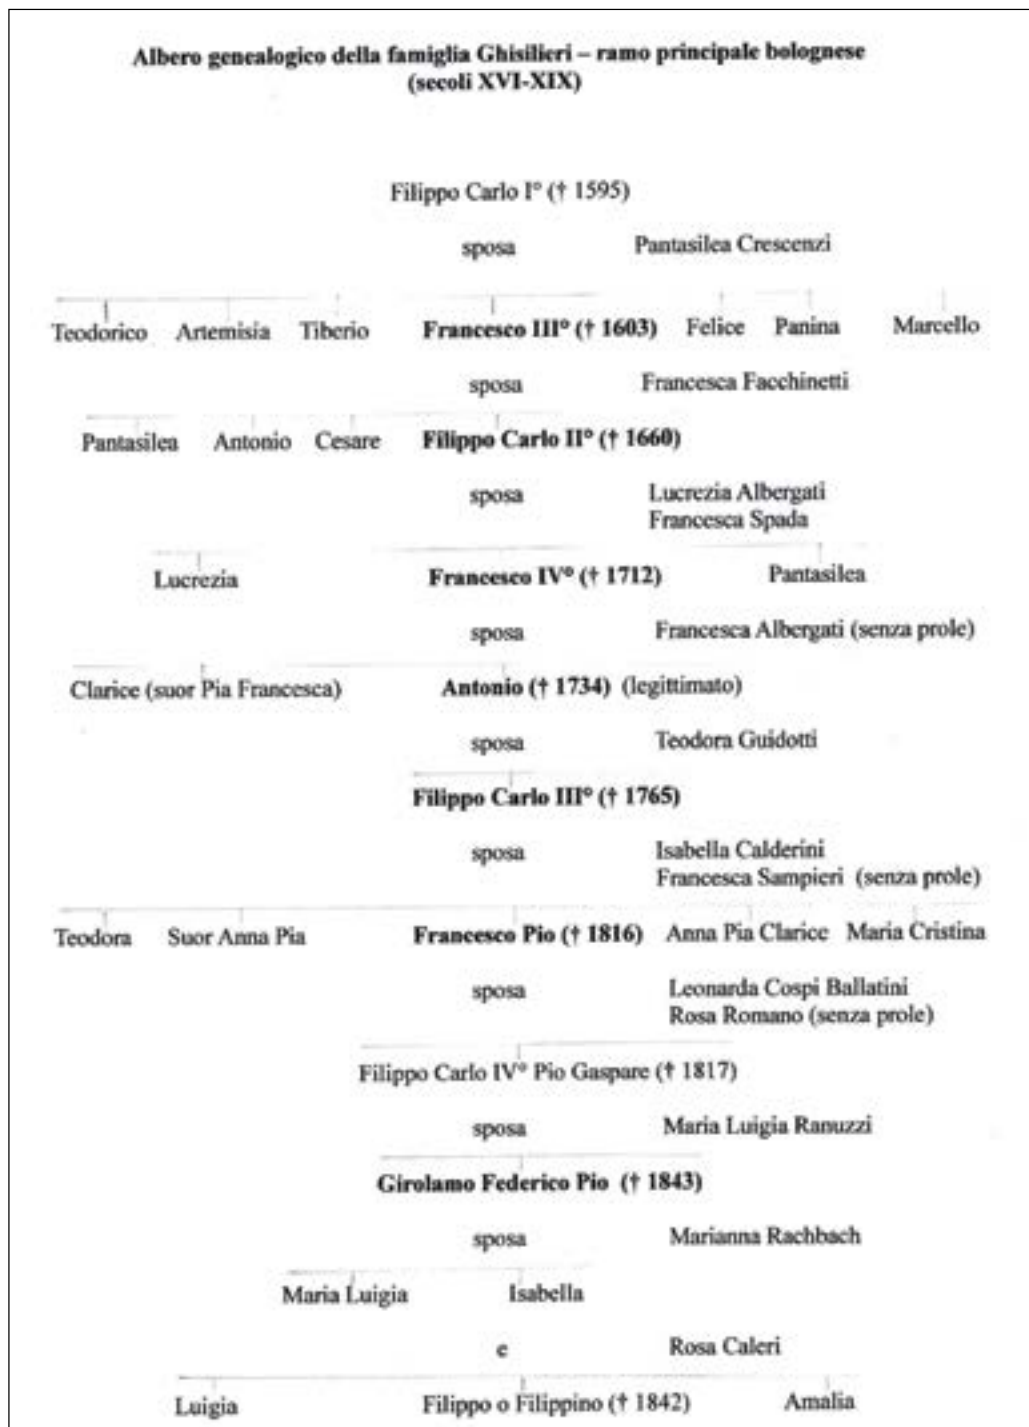 Albero genealogico della famiglia Ghisilieri – ramo principale bolognese
(secoli XVI-XIX)
Filippo Carlo I° († 1595)
sposa Pantasilea Crescenzi
Teodorico Artemisia Tiberio Francesco III° († 1603) Felice Panina Marcello
sposa Francesca Facchinetti
Pantasilea Antonio Cesare Filippo Carlo II° († 1660)
sposa Lucrezia Albergati
Francesca Spada
Lucrezia Francesco IV° († 1712) Pantasilea
sposa Francesca Albergati (senza prole)
Clarice (suor Pia Francesca) Antonio († 1734) (legittimato)
sposa Teodora Guidotti
Filippo Carlo III° († 1765)
sposa Isabella Calderini
Francesca Sampieri (senza prole)
Teodora Suor Anna Pia Francesco Pio († 1816) Anna Pia Clarice Maria Cristina
sposa Leonarda Cospi Ballatini
Rosa Romano (senza prole)
Filippo Carlo IV° Pio Gaspare († 1817)
sposa Maria Luigia Ranuzzi
Girolamo Federico Pio († 1843)
sposa Marianna Rachbach
Maria Luigia Isabella
e Rosa Caleri
Luigia Filippo o Filippino († 1842) Amalia